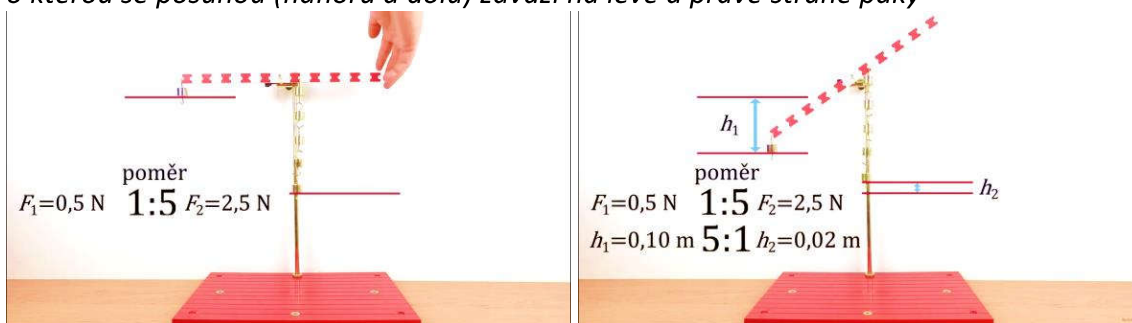 o kterou se posunou (nahoru a dolů) závaží na levé a pravé straně páky
poměr
F₁=0,5 N 1:5 F₂=2,5 N
h₁
h₂
poměr
F₁=0,5 N 1:5 F₂=2,5 N
h₁=0,10 m 5:1 h₂=0,02 m